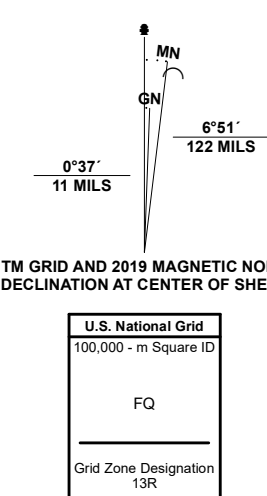 MN
GN
6°51´
122 MILS
0°37´
11 MILS
TM GRID AND 2019 MAGNETIC NO
DECLINATION AT CENTER OF SHE
U.S. National Grid
100,000 - m Square ID
FQ
Grid Zone Designation
13R